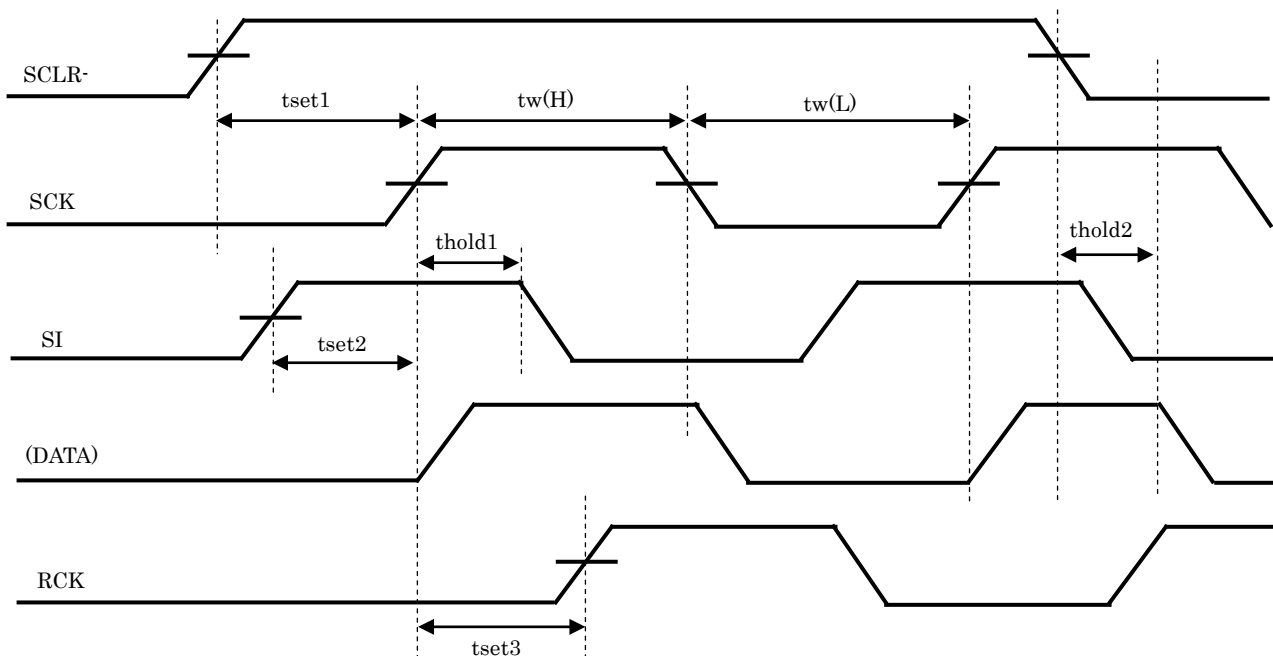 SCLR-
tset1
tw(H)
tw(L)
SCK
thold1
thold2
SI
tset2
(DATA)
RCK
tset3